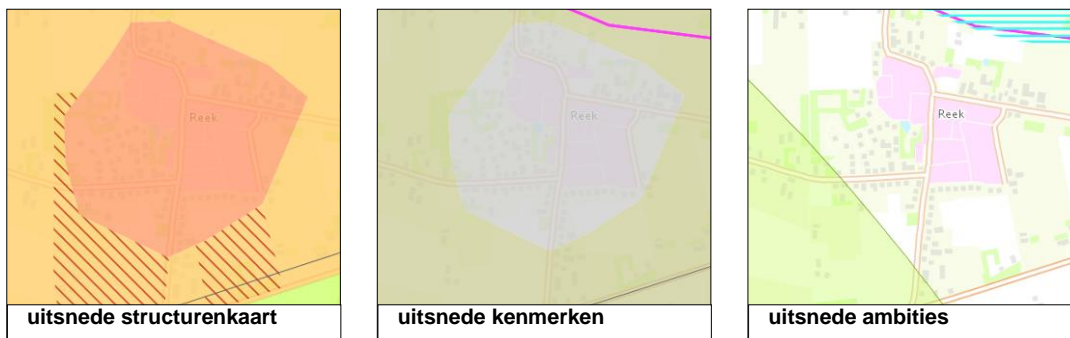 Reek
Reek
Reek
uitsnede structurenkaart
uitsnede kenmerken
uitsnede ambities